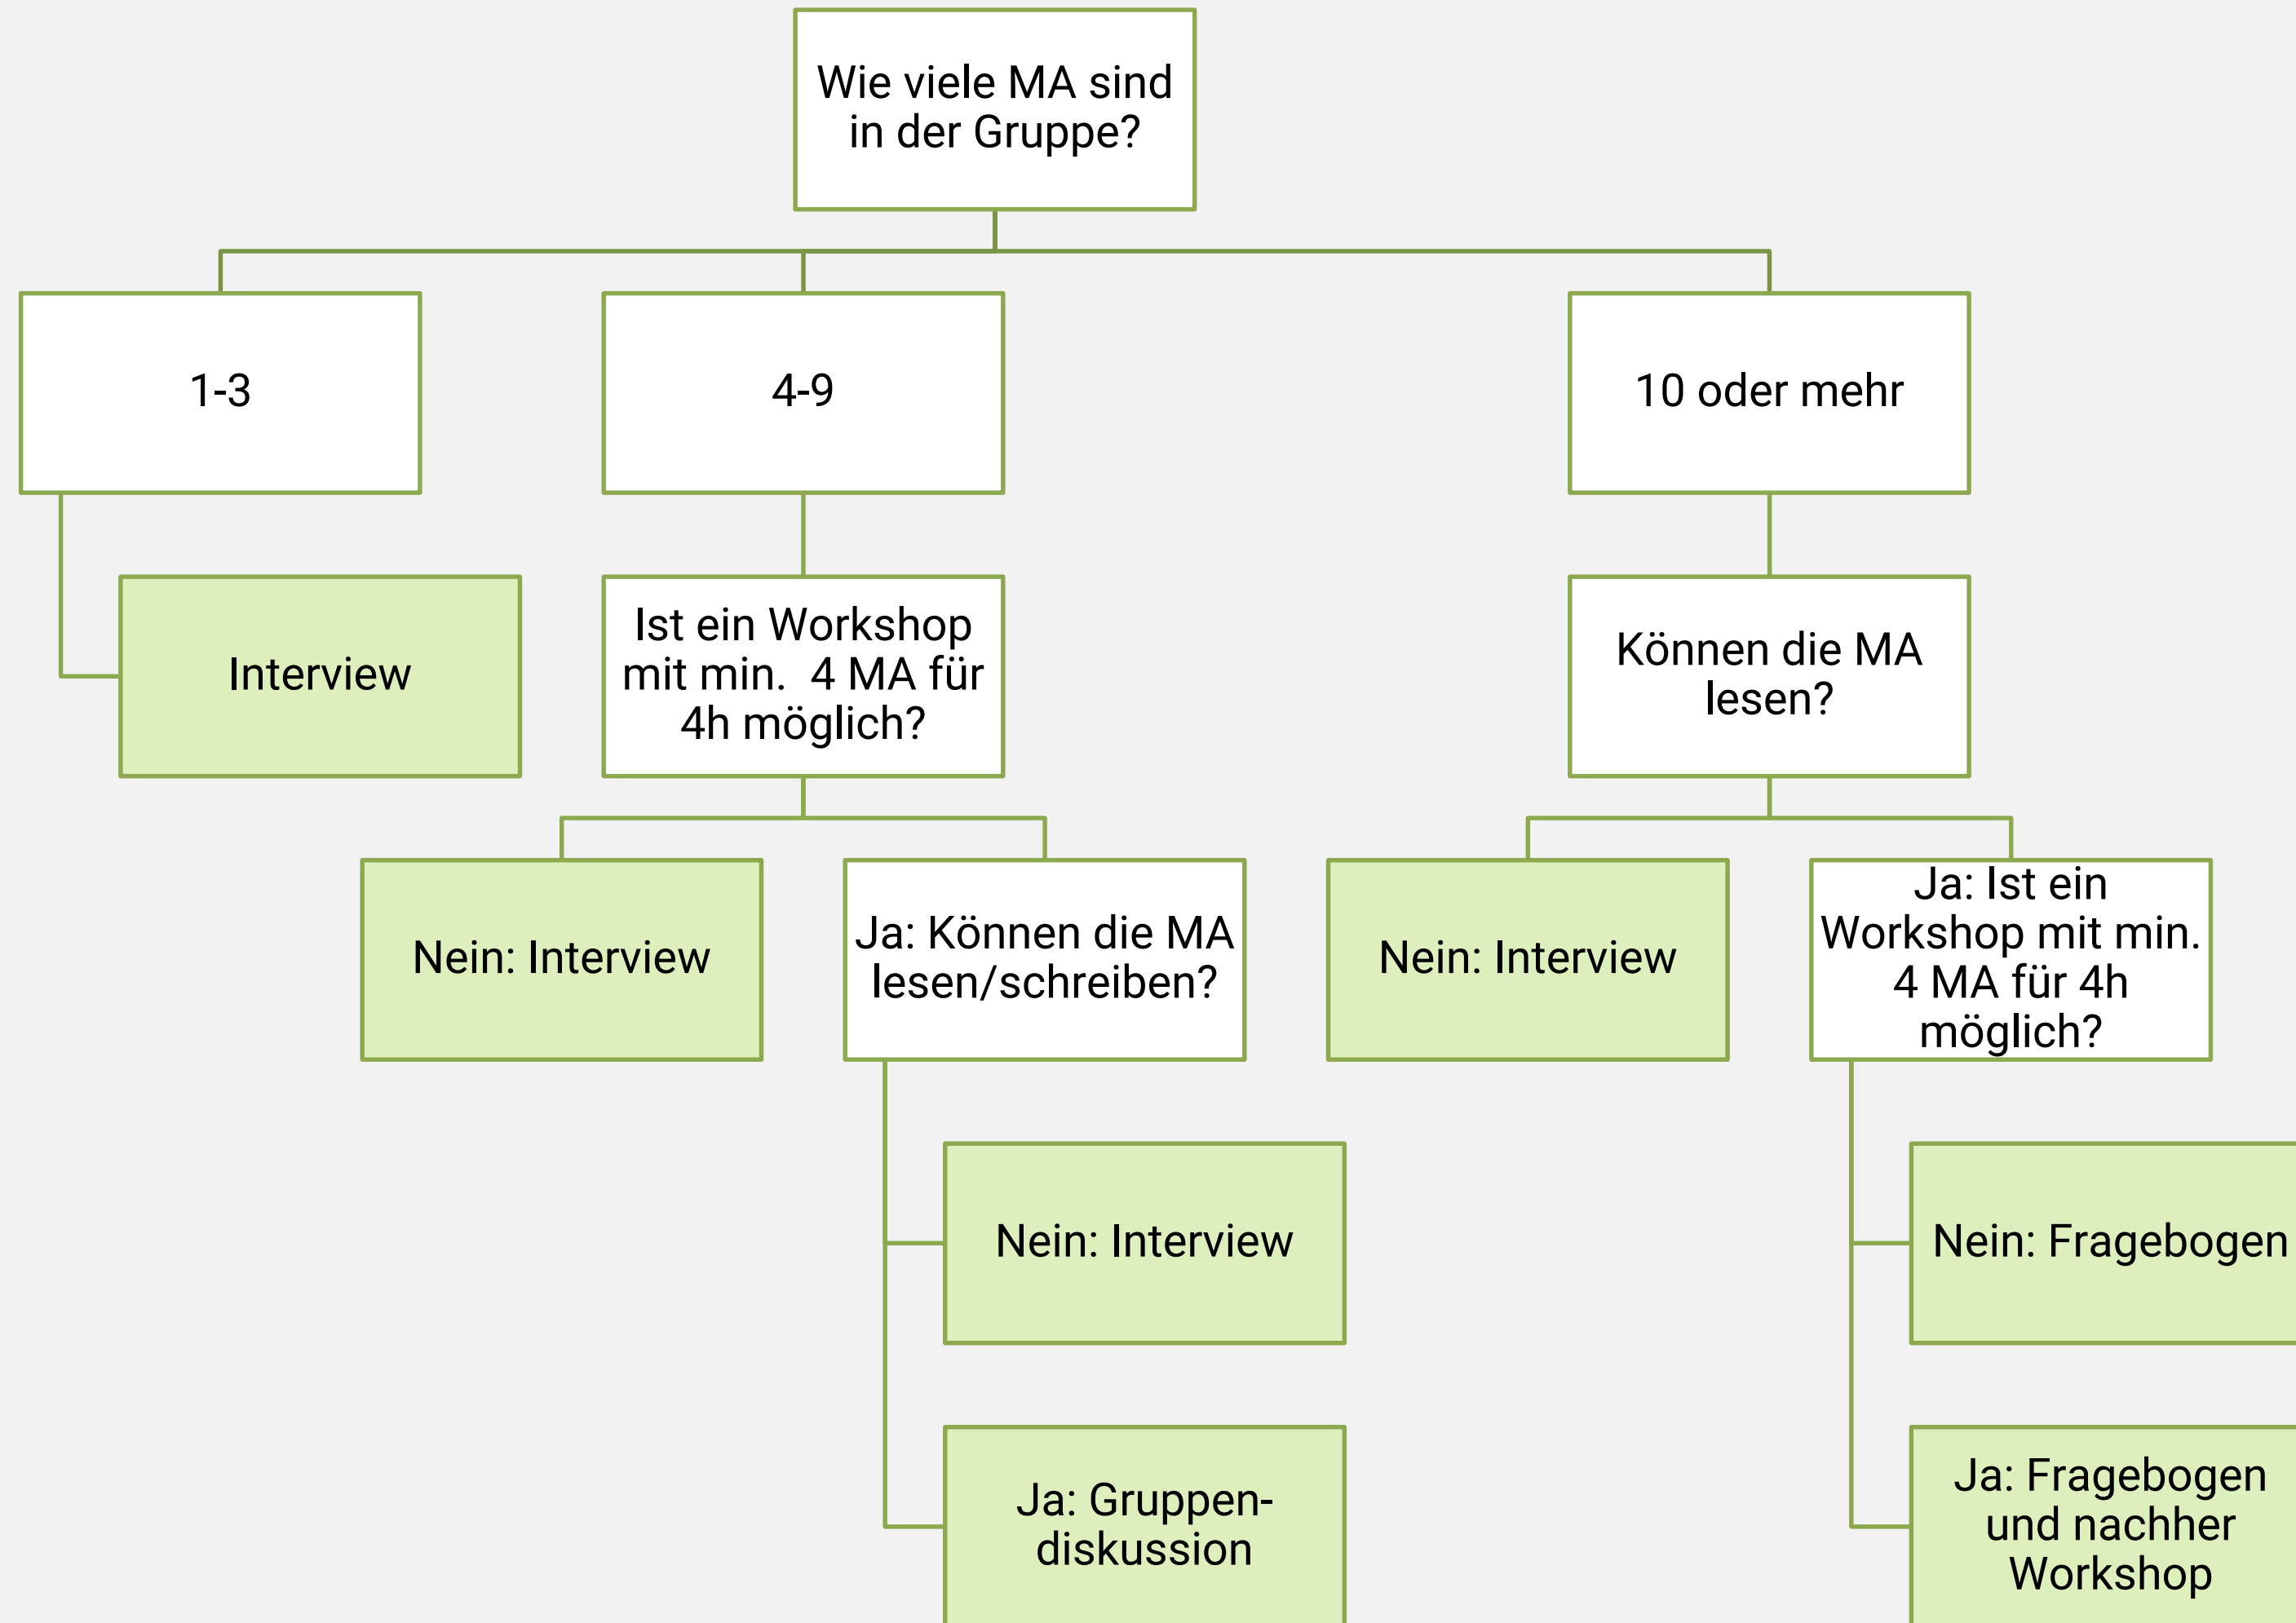 Wie viele MA sind
in der Gruppe?
1-3
4-9
10 oder mehr
Interview
Ist ein Workshop
mit min.  4 MA für
4h möglich?
Können die MA
lesen?
Nein: Interview
Ja: Können die MA
lesen/schreiben?
Nein: Interview
Ja: Ist ein
Workshop mit min.
4 MA für 4h
möglich?
Nein: Interview
Nein: Fragebogen
Ja: Gruppen-
diskussion
Ja: Fragebogen
und nachher
Workshop